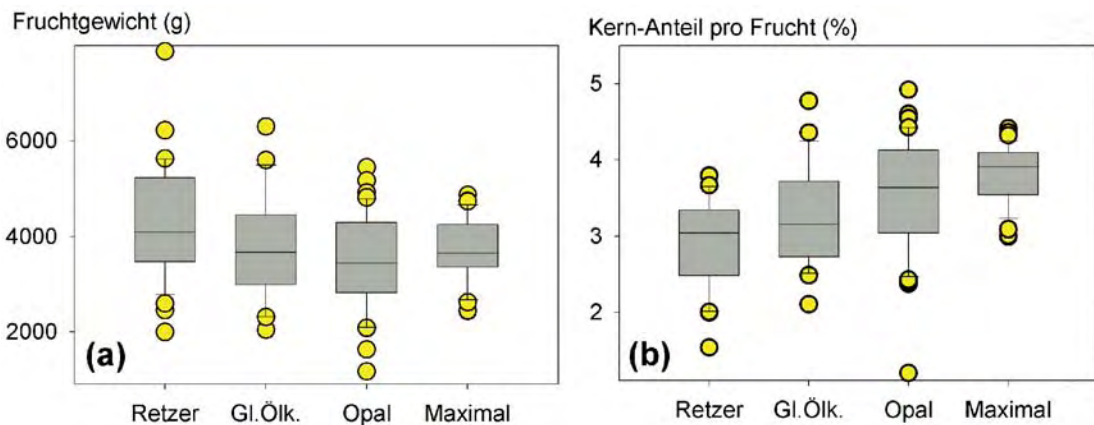 Fruchtgewicht (g)
6000
4000
2000
(a)
Retzer Gl.Ölk. Opal Maximal
Kern-Anteil pro Frucht (%)
5
4
3
2
(b)
Retzer Gl.Ölk. Opal Maximal